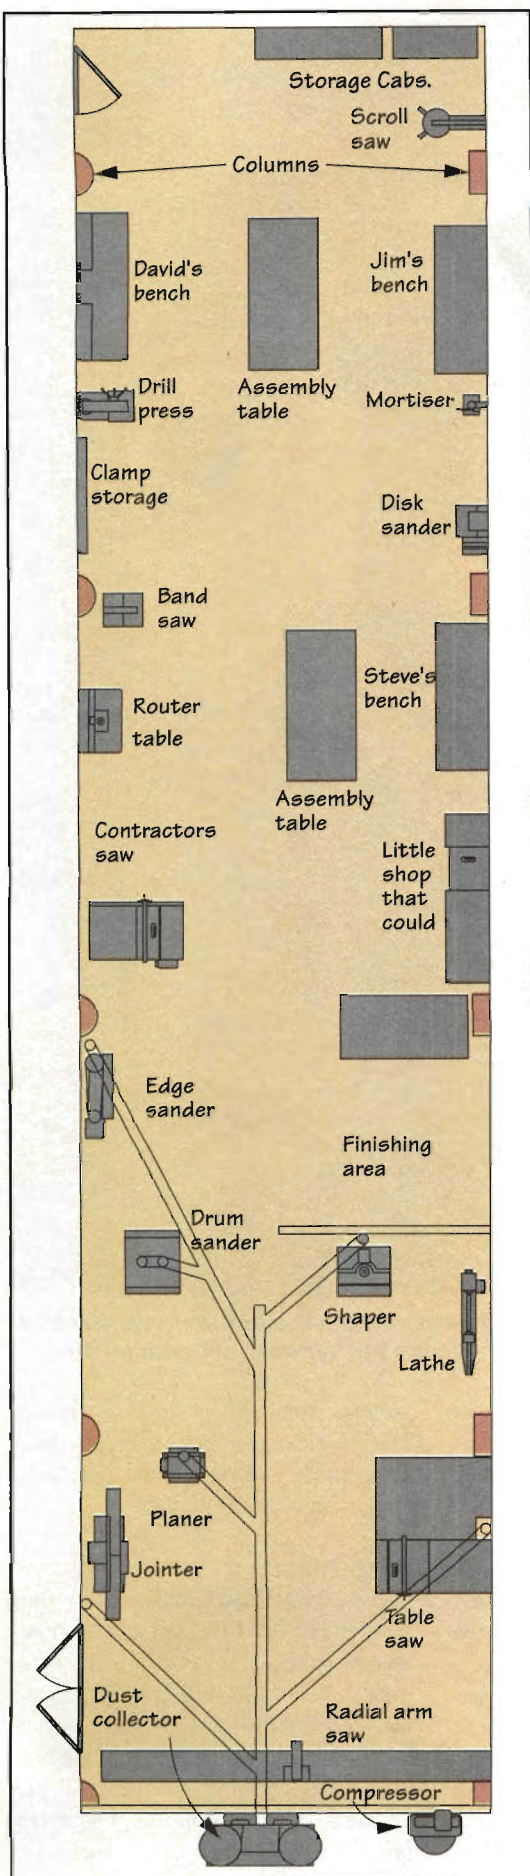 Storage Cabs.
Scroll
saw
Columns
David's
bench
Jim's
bench
Drill
press
Assembly
table
Mortiser
Clamp
storage
Disk
sander
Band
saw
Steve's
bench
Router
table
Assembly
table
Contractors
saw
Little
shop
that
could
Edge
sander
Finishing
area
Drum
sander
Shaper
Lathe
Planer
Jointer
Table
saw
Dust
collector
Radial arm
saw
Compressor